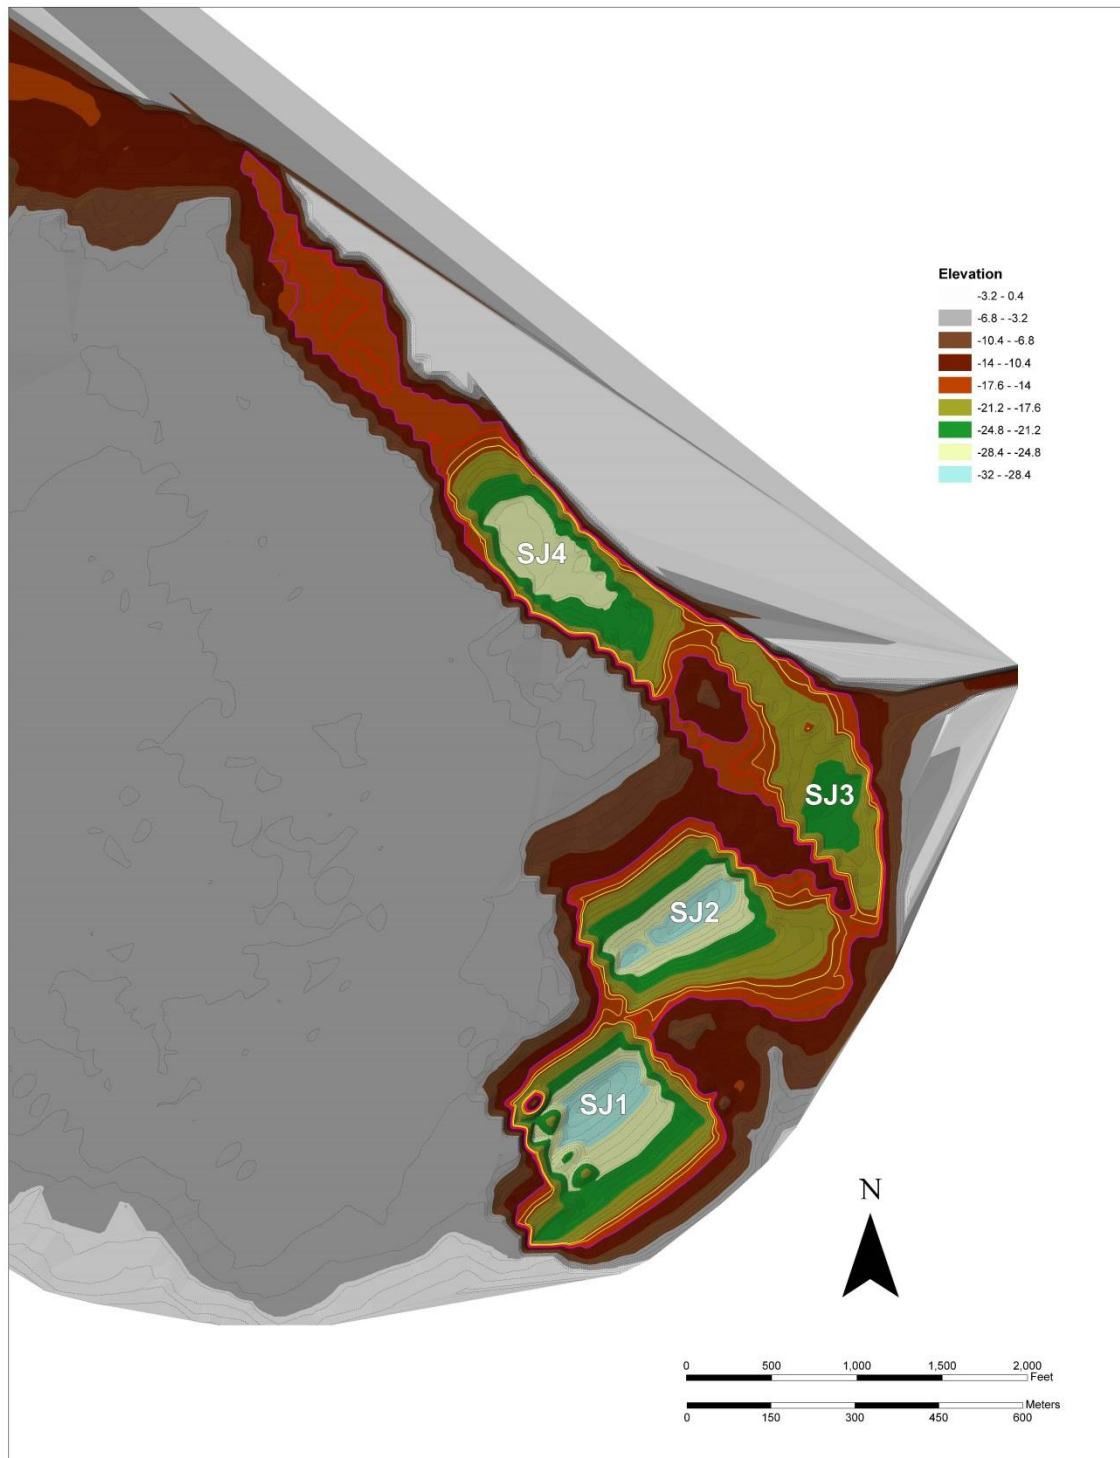 Elevation
-3.2 - 0.4
-6.8 - -3.2
-10.4 - -6.8
-14 - -10.4
-17.6 - -14
-21.2 - -17.6
-24.8 - -21.2
-28.4 - -24.8
-32 - -28.4
SJ4
SJ3
SJ2
SJ1
N
0 500 1,000 1,500 2,000
Feet
Meters
0 150 300 450 600